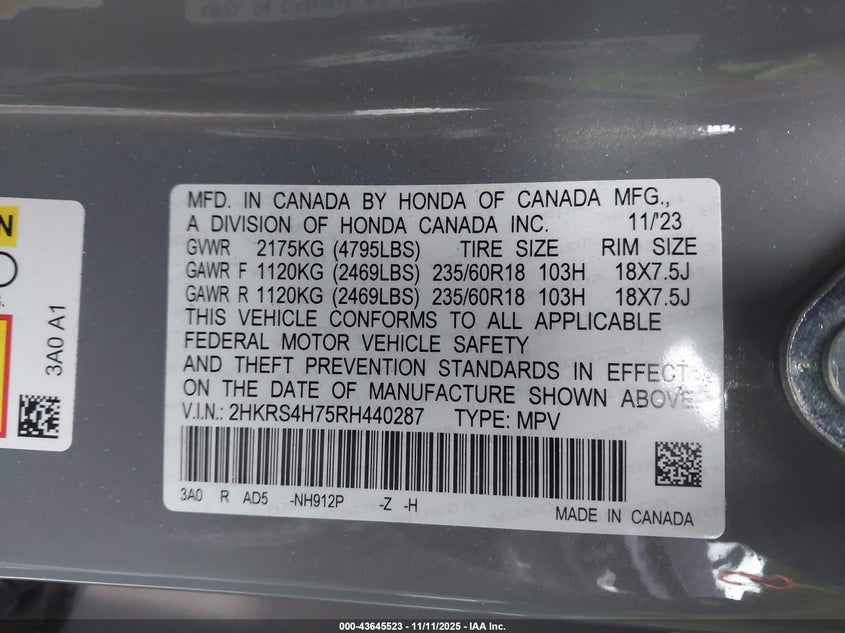 MFD. IN CANADA BY HONDA OF CANADA MFG.,
A DIVISION OF HONDA CANADA INC. 11/'23
GVWR 2175KG (4795LBS) TIRE SIZE RIM SIZE
GAWR F 1120KG (2469LBS) 235/60R18 103H 18X7.5J
GAWR R 1120KG (2469LBS) 235/60R18 103H 18X7.5J
THIS VEHICLE CONFORMS TO ALL APPLICABLE
FEDERAL MOTOR VEHICLE SAFETY
AND THEFT PREVENTION STANDARDS IN EFFECT
ON THE DATE OF MANUFACTURE SHOWN ABOVE.
V.I.N.: 2HKRS4H75RH440287 TYPE: MPV
3A0 R AD5 -NH912P -Z -H
MADE IN CANADA
3A0 A1
000-43645523 - 11/11/2025 - IAA Inc.